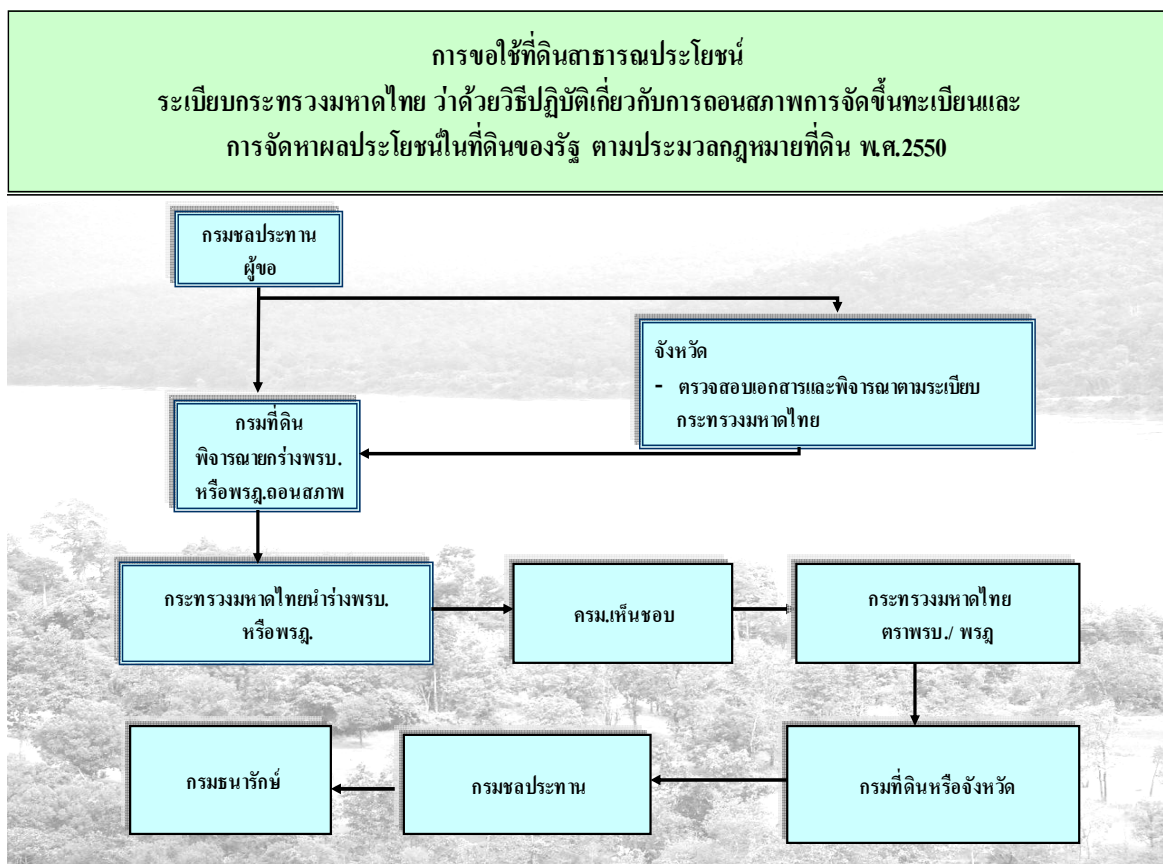 การขอใช้ที่ดินสาธารณประโยชน์
ระเบียบกระทรวงมหาดไทย ว่าด้วยวิธีปฏิบัติเกี่ยวกับการถอนสภาพการจัดขึ้นทะเบียนและ
การจัดหาผลประโยชน์ในที่ดินของรัฐ ตามประมวลกฎหมายที่ดิน พ.ศ.2550
กรมชลประทาน
ผู้ขอ
จังหวัด
- ตรวจสอบเอกสารและพิจารณาตามระเบียบ
กระทรวงมหาดไทย
กรมที่ดิน
พิจารณายกร่างพรบ.
หรือพรฎ.ถอนสภาพ
กระทรวงมหาดไทยนำร่างพรบ.
หรือพรฎ.
ครม.เห็นชอบ
กระทรวงมหาดไทย
ตราพรบ./ พรฎ
กรมธนารักษ์
กรมชลประทาน
กรมที่ดินหรือจังหวัด